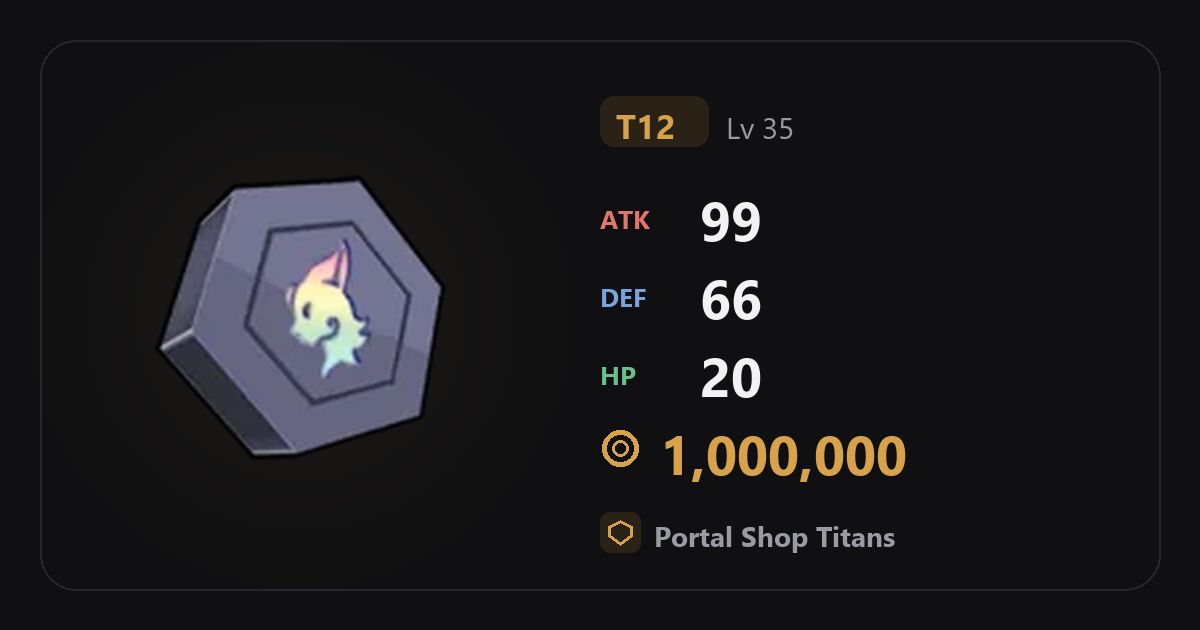 T12 Lv 35
ATK 99
DEF 66
HP 20
1,000,000
Portal Shop Titans